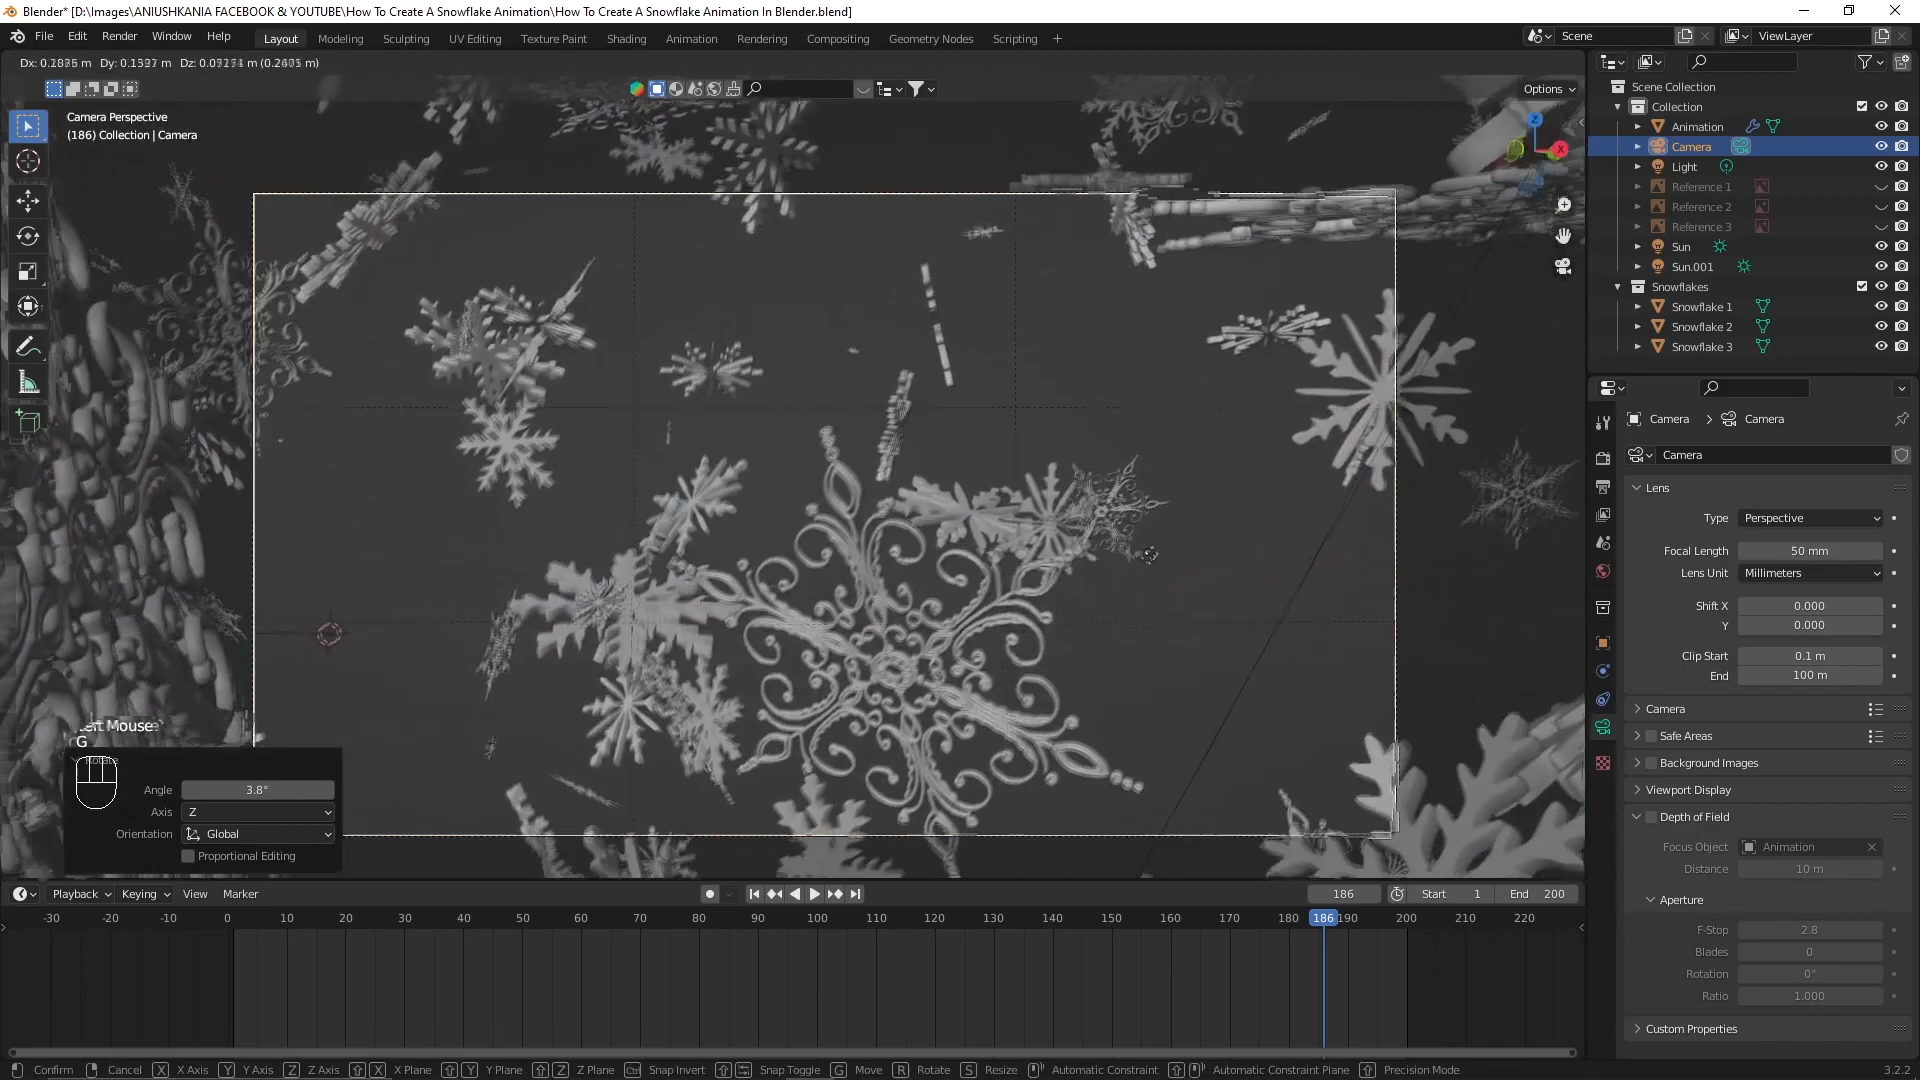 Blender* [D:\Images\ANIUSHKANIA FACEBOOK & YOUTUBE\How To Create A Snowflake Animation\How To Create A Snowflake Animation In Blender.blend]
File Edit Render Window Help Layout Modeling Sculpting UV Editing Texture Paint Shading Animation Rendering Compositing Geometry Nodes Scripting + Scene ViewLayer
Options
Camera Perspective
(186) Collection | Camera
Scene Collection
Collection
Animation
Camera
Light
Reference 1
Reference 2
Reference 3
Sun
Sun.001
Snowflakes
Snowflake 1
Snowflake 2
Snowflake 3
Camera > Camera
Camera
Lens
Type Perspective
Focal Length 50 mm
Lens Unit Millimeters
Shift X 0.000
Y 0.000
Clip Start 0.1 m
End 100 m
Camera
Safe Areas
Background Images
Viewport Display
Depth of Field
Focus Object Animation
Distance 10 m
Aperture
F-Stop 2.8
Blades 0
Rotation 0°
Ratio 1.000
Custom Properties
Mouse
G
Rotate
Angle 3.8°
Axis Z
Orientation Global
Proportional Editing
Playback Keying View Marker 186 Start 1 End 200
-30 -20 -10 0 10 20 30 40 50 60 70 80 90 100 110 120 130 140 150 160 170 180 186 190 200 210 220
Confirm Cancel X X Axis Y Y Axis Z Z Axis X X Plane Y Y Plane Z Z Plane Ctrl Snap Invert Snap Toggle G Move R Rotate S Resize Automatic Constraint Automatic Constraint Plane Precision Mode 3.2.2